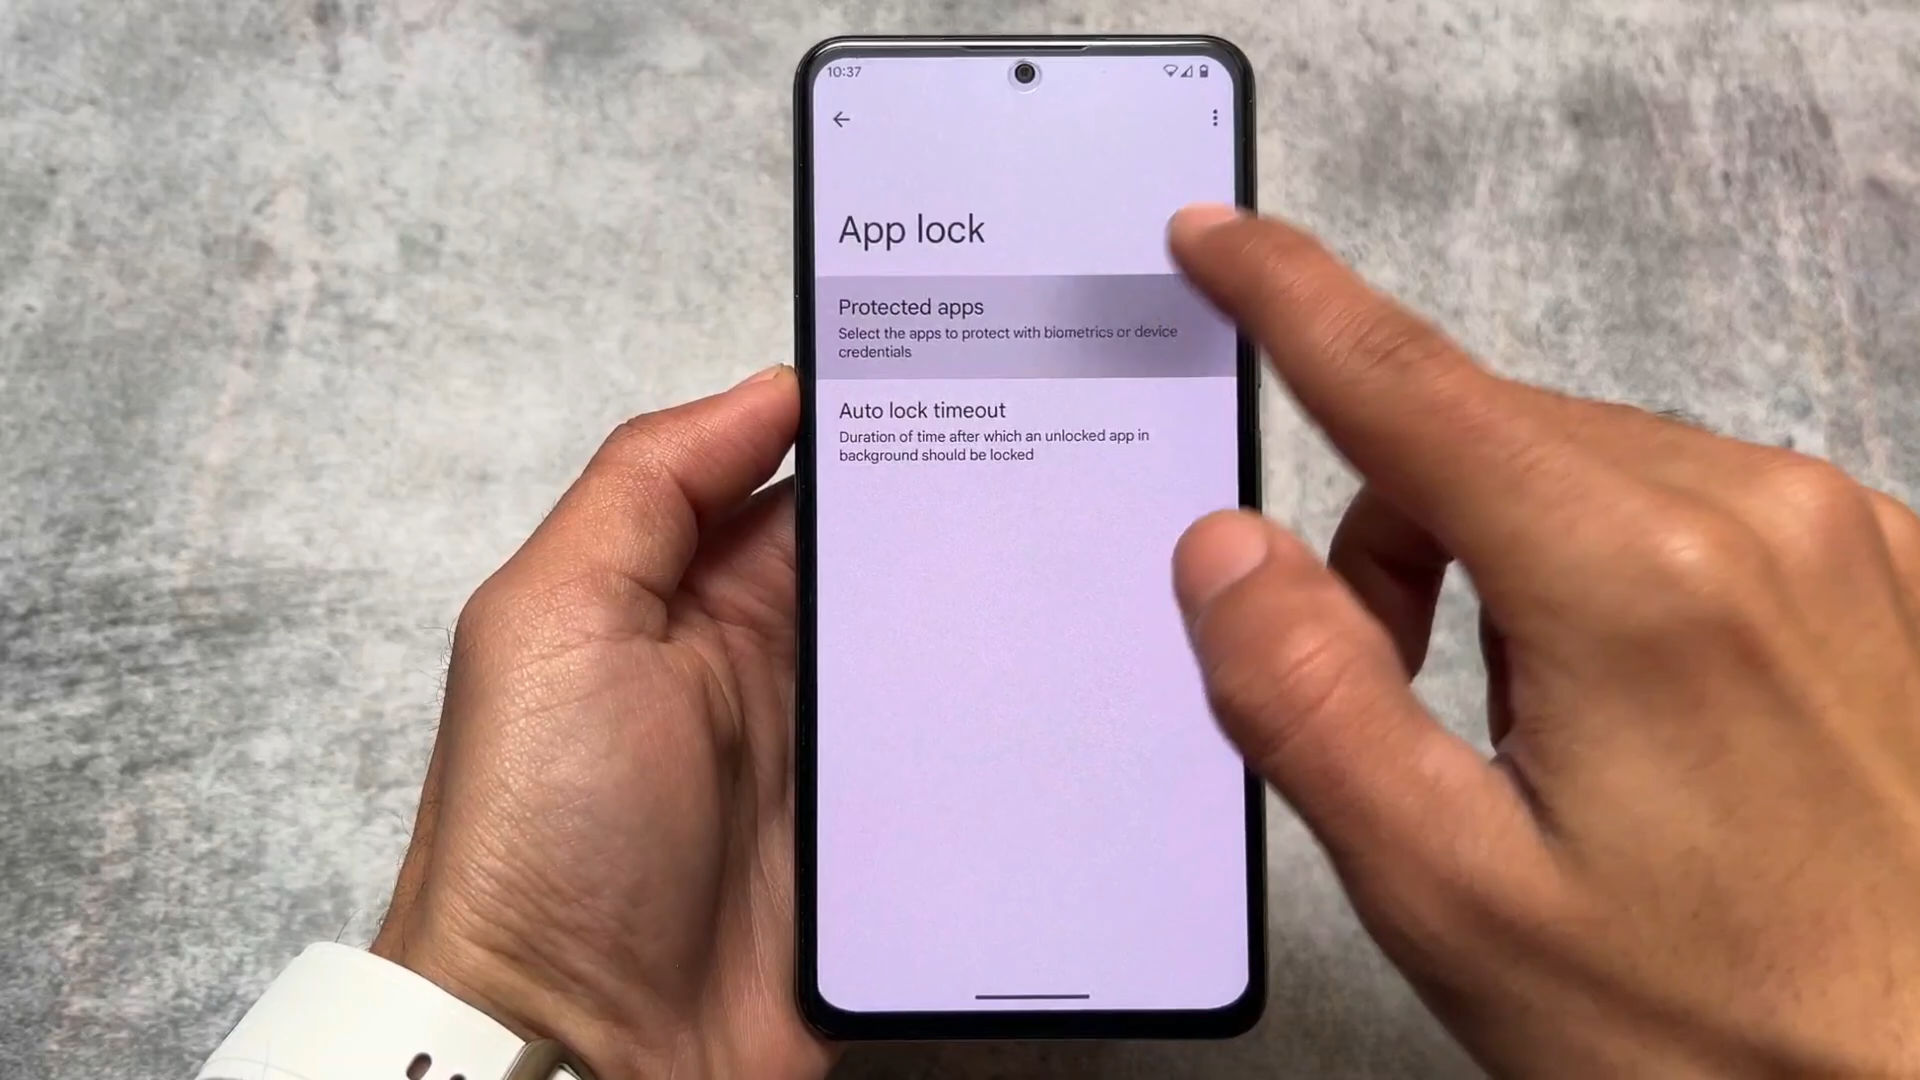 10:37
App lock
Protected apps
Select the apps to protect with biometrics or device
credentials
Auto lock timeout
Duration of time after which an unlocked app in
background should be locked